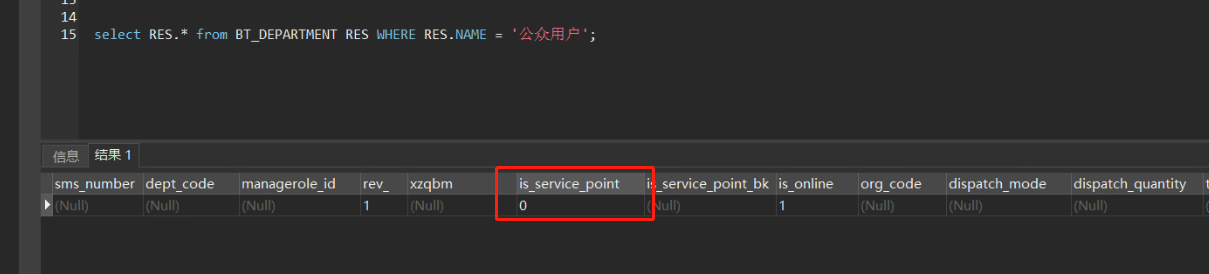 14
15 select RES.* from BT_DEPARTMENT RES WHERE RES.NAME = '公众用户';
信息 结果 1
sms_number dept_code managerole_id rev_ xzqbm is_service_point is_service_point_bk is_online org_code dispatch_mode dispatch_quantity
(Null) (Null) (Null) 1 (Null) 0 (Null) 1 (Null) (Null) (Null)